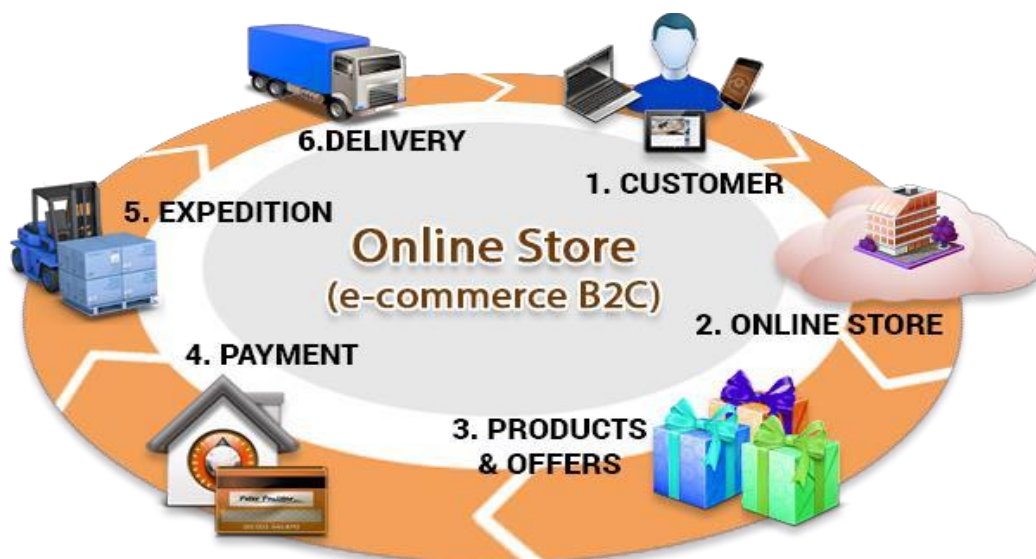 6.DELIVERY
1. CUSTOMER
5. EXPEDITION
Online Store
(e-commerce B2C)
2. ONLINE STORE
4. PAYMENT
3. PRODUCTS
& OFFERS